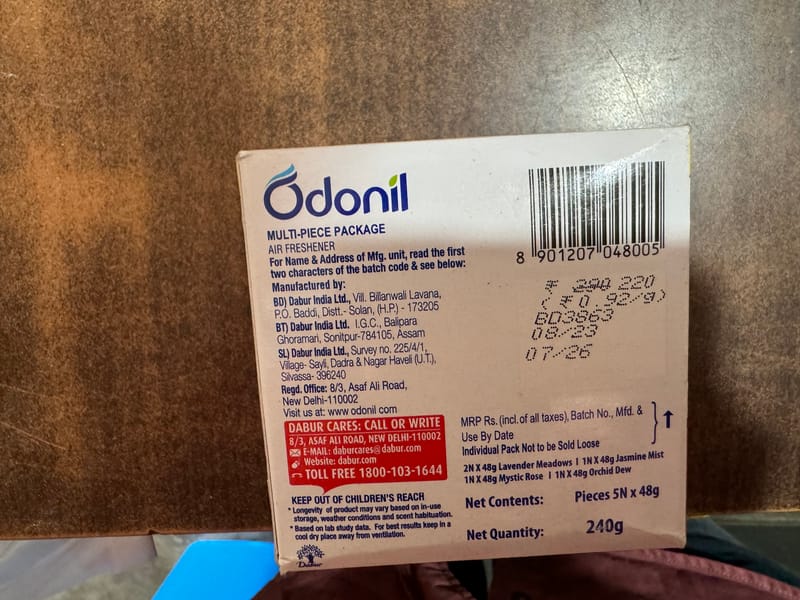 Odonil
MULTI-PIECE PACKAGE
AIR FRESHENER
For Name & Address of Mfg. unit, read the first
two characters of the batch code & see below:
Manufactured by:
BD) Dabur India Ltd., Vill. Billanwali Lavana,
P.O. Baddi, Distt.- Solan, (H.P.) - 173205
BT) Dabur India Ltd. I.G.C., Balipara
Ghoramari, Sonitpur-784105, Assam
SL) Dabur India Ltd., Survey no. 225/4/1,
Village- Sayli, Dadra & Nagar Haveli (U.T.),
Silvassa- 396240
Regd. Office: 8/3, Asaf Ali Road,
New Delhi-110002
Visit us at: www.odonil.com
DABUR CARES: CALL OR WRITE
8/3, ASAF ALI ROAD, NEW DELHI-110002
E-MAIL: daburcares@dabur.com
Website: dabur.com
TOLL FREE 1800-103-1644
KEEP OUT OF CHILDREN'S REACH
* Longevity of product may vary based on in-use
storage, weather conditions and scent habituation.
* Based on lab study data. For best results keep in a
cool dry place away from ventilation.
Dabur
8 901207 048005
₹ 220
(₹0.92/g)
BD3863
08/23
07/26
MRP Rs. (incl. of all taxes), Batch No., Mfd. &
Use By Date
Individual Pack Not to be Sold Loose
2N X 48g Lavender Meadows I 1N X 48g Jasmine Mist
1N X 48g Mystic Rose I 1N X 48g Orchid Dew
Net Contents: Pieces 5N x 48g
Net Quantity: 240g